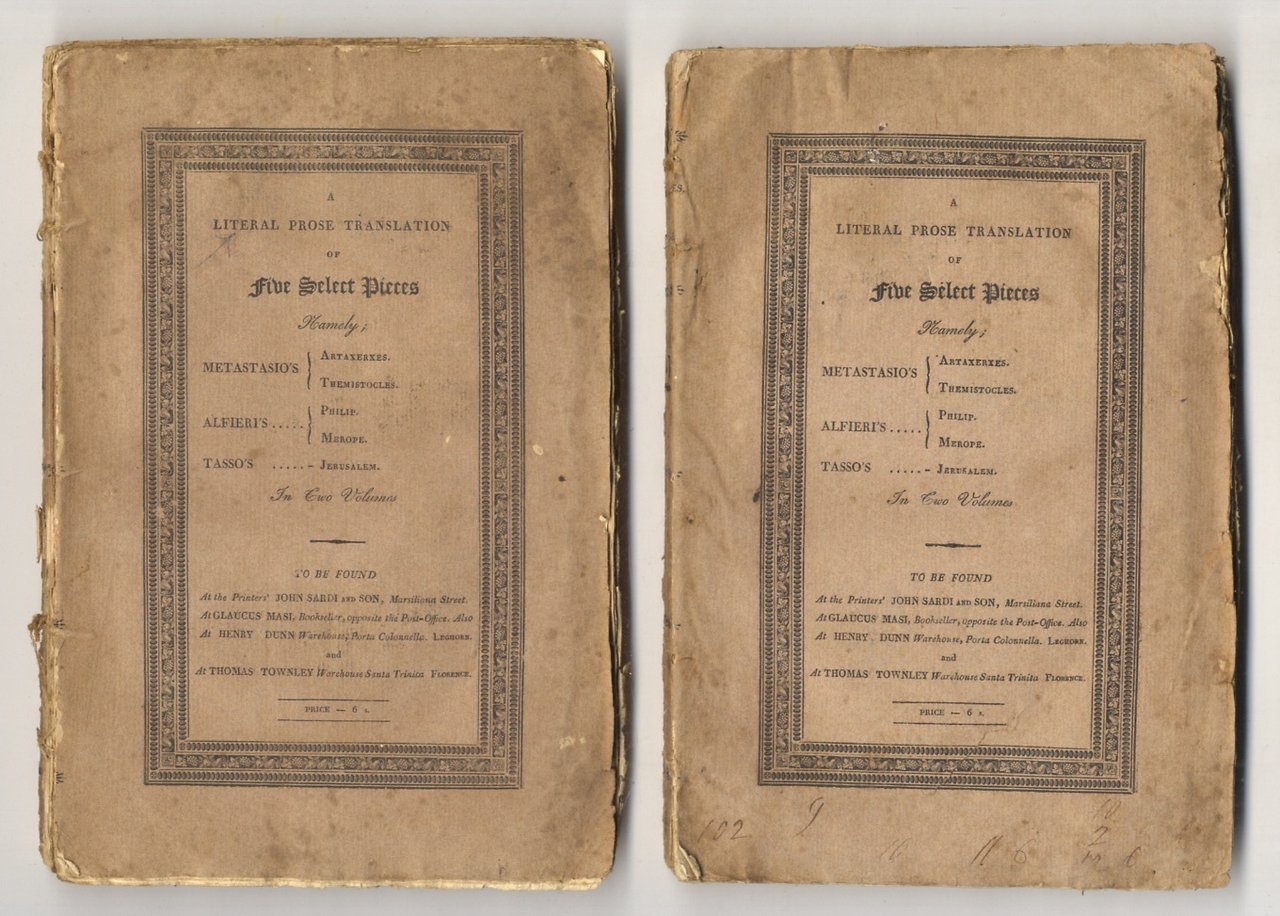 A
LITERAL PROSE TRANSLATION
OF
Five Select Pieces
Namely;
METASTASIO'S { ARTAXERXES.
THEMISTOCLES.
ALFIERI'S ..... { PHILIP.
MEROPE.
TASSO'S ..... – JERUSALEM.
In Two Volumes
TO BE FOUND
At the Printers' JOHN SARDI AND SON, Marsiliana Street.
At GLAUCUS MASI, Bookseller, opposite the Post-Office. Also
At HENRY DUNN Warehouse, Porta Colonnella. LEGHORN.
and
At THOMAS TOWNLEY Warehouse Santa Trinita FLORENCE.
PRICE — 6 s.
A
LITERAL PROSE TRANSLATION
OF
Five Select Pieces
Namely;
METASTASIO'S { ARTAXERXES.
THEMISTOCLES.
ALFIERI'S ..... { PHILIP.
MEROPE.
TASSO'S ..... – JERUSALEM.
In Two Volumes
TO BE FOUND
At the Printers' JOHN SARDI AND SON, Marsiliana Street.
At GLAUCUS MASI, Bookseller, opposite the Post-Office. Also
At HENRY DUNN Warehouse, Porta Colonnella. LEGHORN.
and
At THOMAS TOWNLEY Warehouse Santa Trinita FLORENCE.
PRICE — 6 s.
102